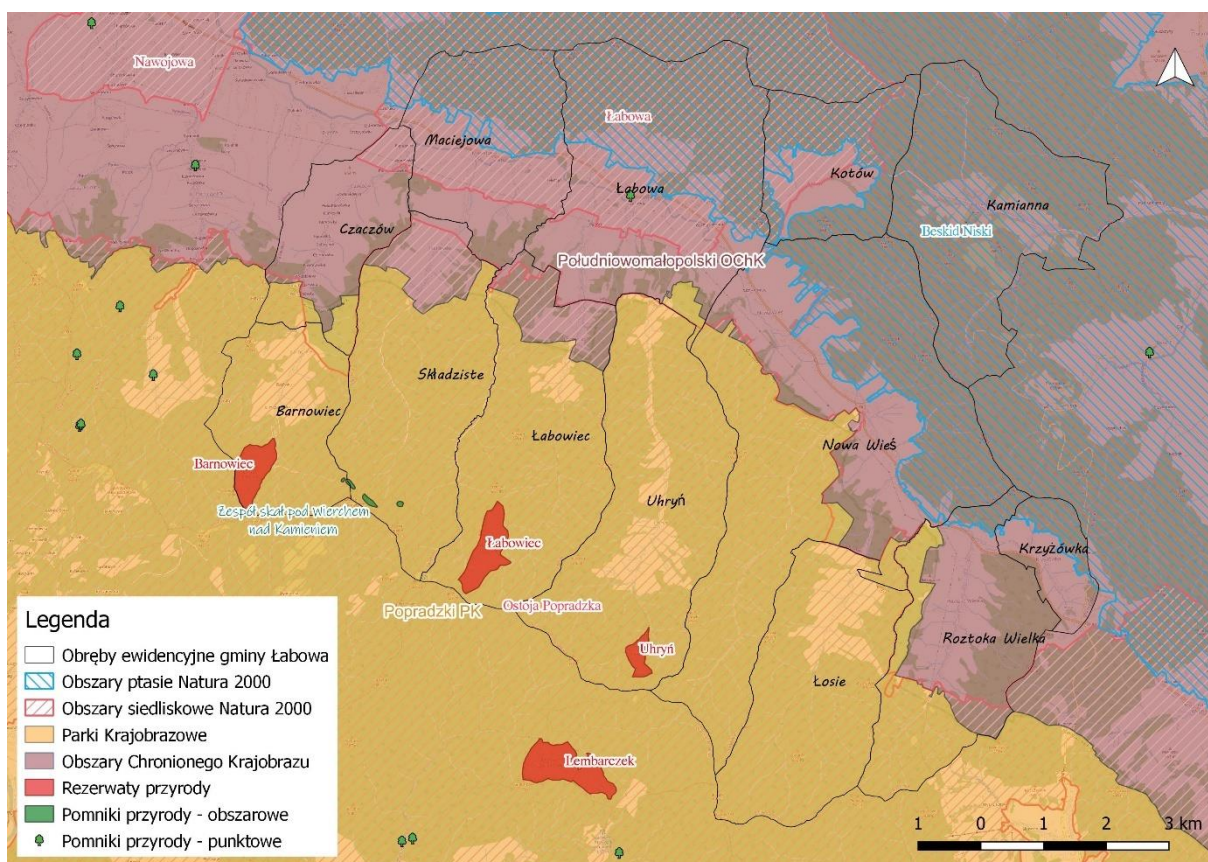 Nawojowa
Łabowa
Maciejowa
Kotów
Łabowa
Kamianna
Czaczów
Beskid Niski
Południowomałopolski OChK
Składziste
Barnowiec
Łabowiec
Nowa Wieś
Barnowiec
Uhryń
Zespół skał pod Wierchem
nad Kamieniem
Łabowiec
Krzyżówka
Popradzki PK
Ostoja Popradzka
Roztoka Wielka
Uhryń
Łosie
Lembarczek
Legenda
Obręby ewidencyjne gminy Łabowa
Obszary ptasie Natura 2000
Obszary siedliskowe Natura 2000
Parki Krajobrazowe
Obszary Chronionego Krajobrazu
Rezerwaty przyrody
Pomniki przyrody - obszarowe
Pomniki przyrody - punktowe
1 0 1 2 3 km